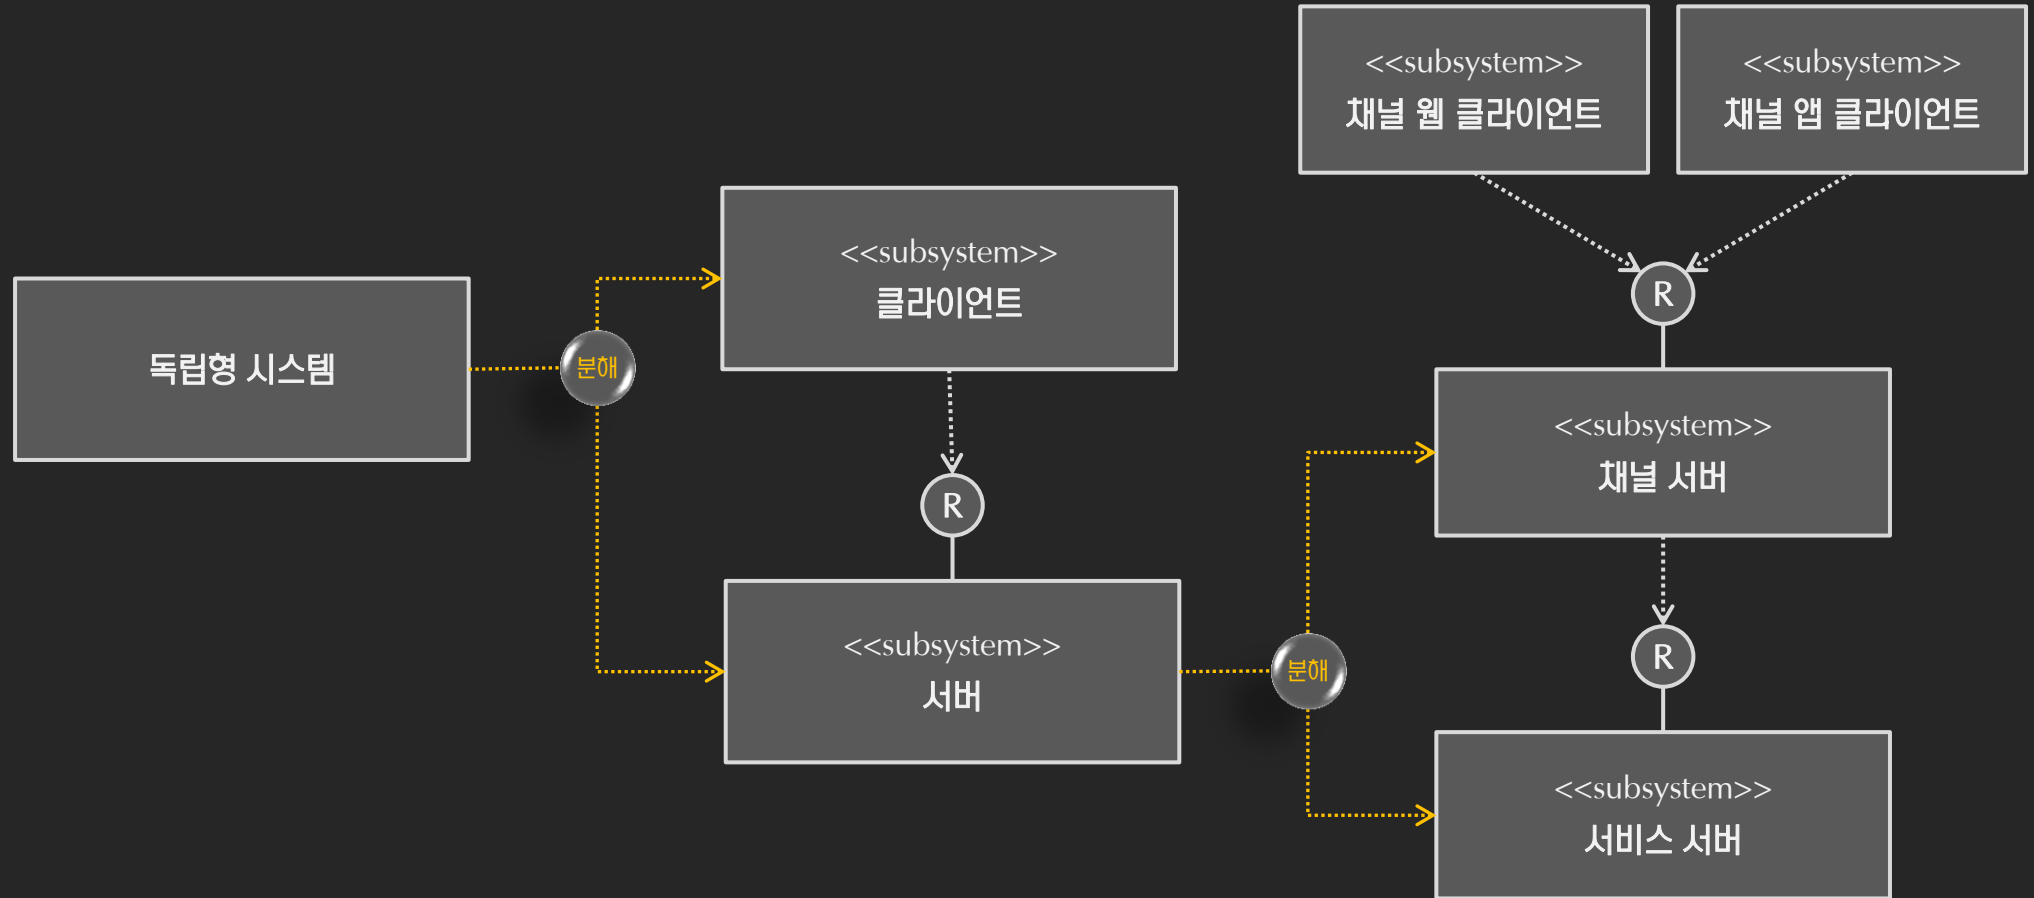 <<subsystem>>
채널 웹 클라이언트
<<subsystem>>
채널 앱 클라이언트
<<subsystem>>
클라이언트
R
독립형 시스템
분해
<<subsystem>>
채널 서버
R
<<subsystem>>
서버
분해
R
<<subsystem>>
서비스 서버